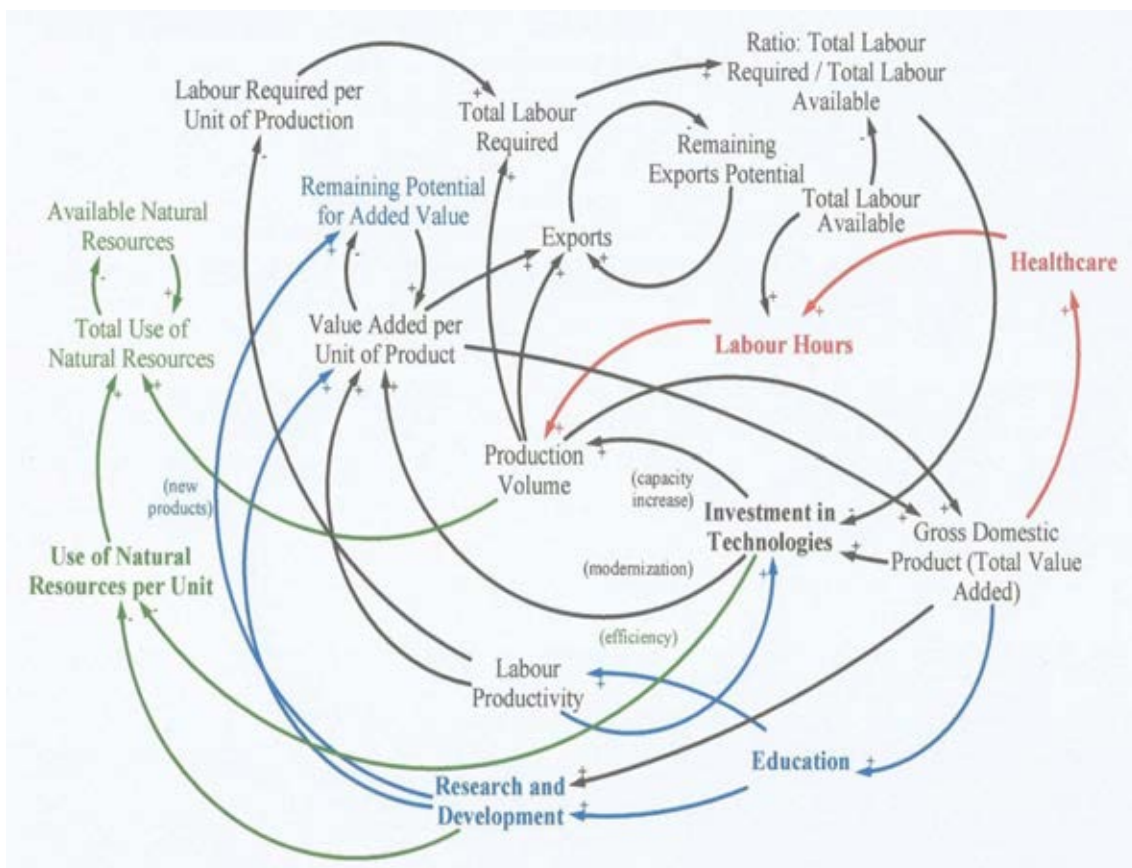 Ratio: Total Labour
Required / Total Labour
Available
Labour Required per
Unit of Production
Total Labour
Required
Remaining
Exports Potential
Remaining Potential
for Added Value
Available Natural
Resources
Total Labour
Available
Exports
Healthcare
Total Use of
Natural Resources
Value Added per
Unit of Product
Labour Hours
Production
Volume
(new
products)
(capacity
increase)
Investment in
Technologies
Gross Domestic
Product (Total Value
Added)
Use of Natural
Resources per Unit
(modernization)
(efficiency)
Labour
Productivity
Education
Research and
Development